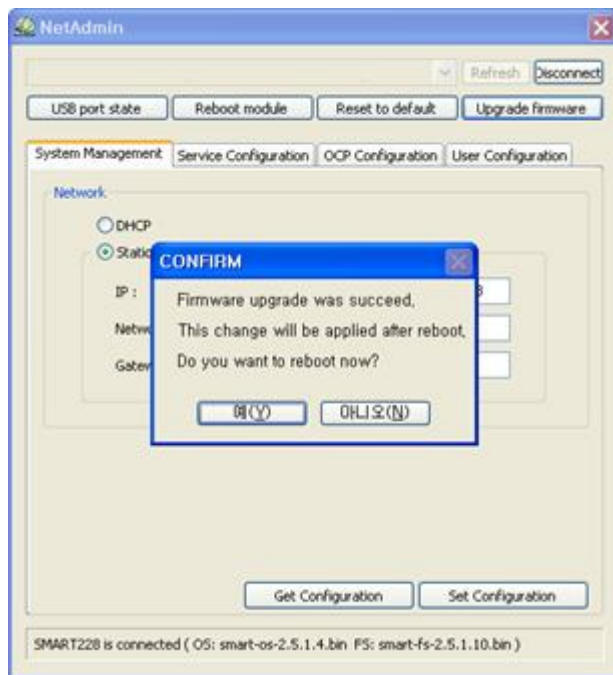 NetAdmin
Refresh Disconnect
USB port state Reboot module Reset to default Upgrade firmware
System Management Service Configuration OCP Configuration User Configuration
Network
DHCP
CONFIRM
IP :
Firmware upgrade was succeed,
This change will be applied after reboot,
Do you want to reboot now?
예(Y) 아니오(N)
Get Configuration Set Configuration
SMART228 is connected ( OS: smart-os-2.5.1.4.bin FS: smart-fs-2.5.1.10.bin )